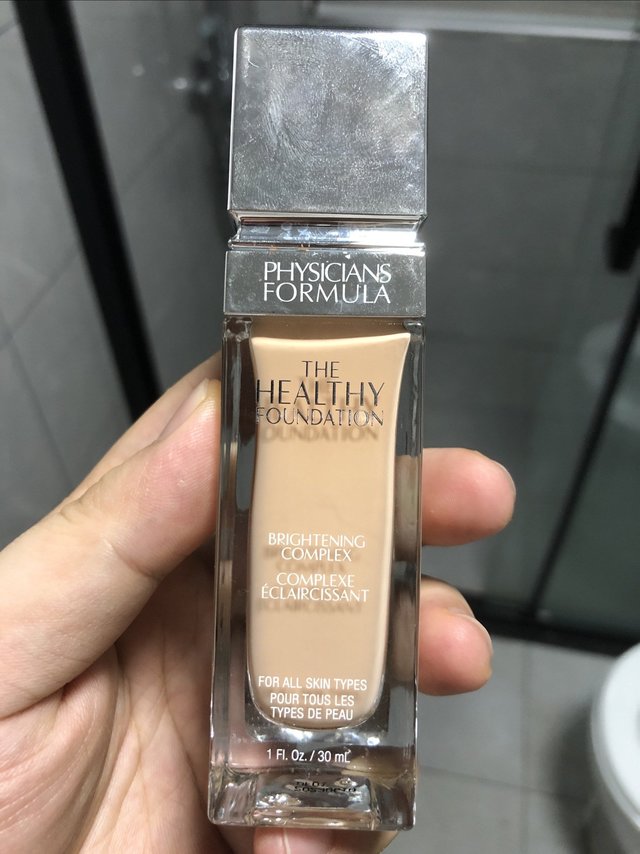 PHYSICIANS
FORMULA
THE
HEALTHY
FOUNDATION
BRIGHTENING
COMPLEX
COMPLEXE
ÉCLAIRCISSANT
FOR ALL SKIN TYPES
POUR TOUS LES
TYPES DE PEAU
1 Fl. Oz. / 30 mL